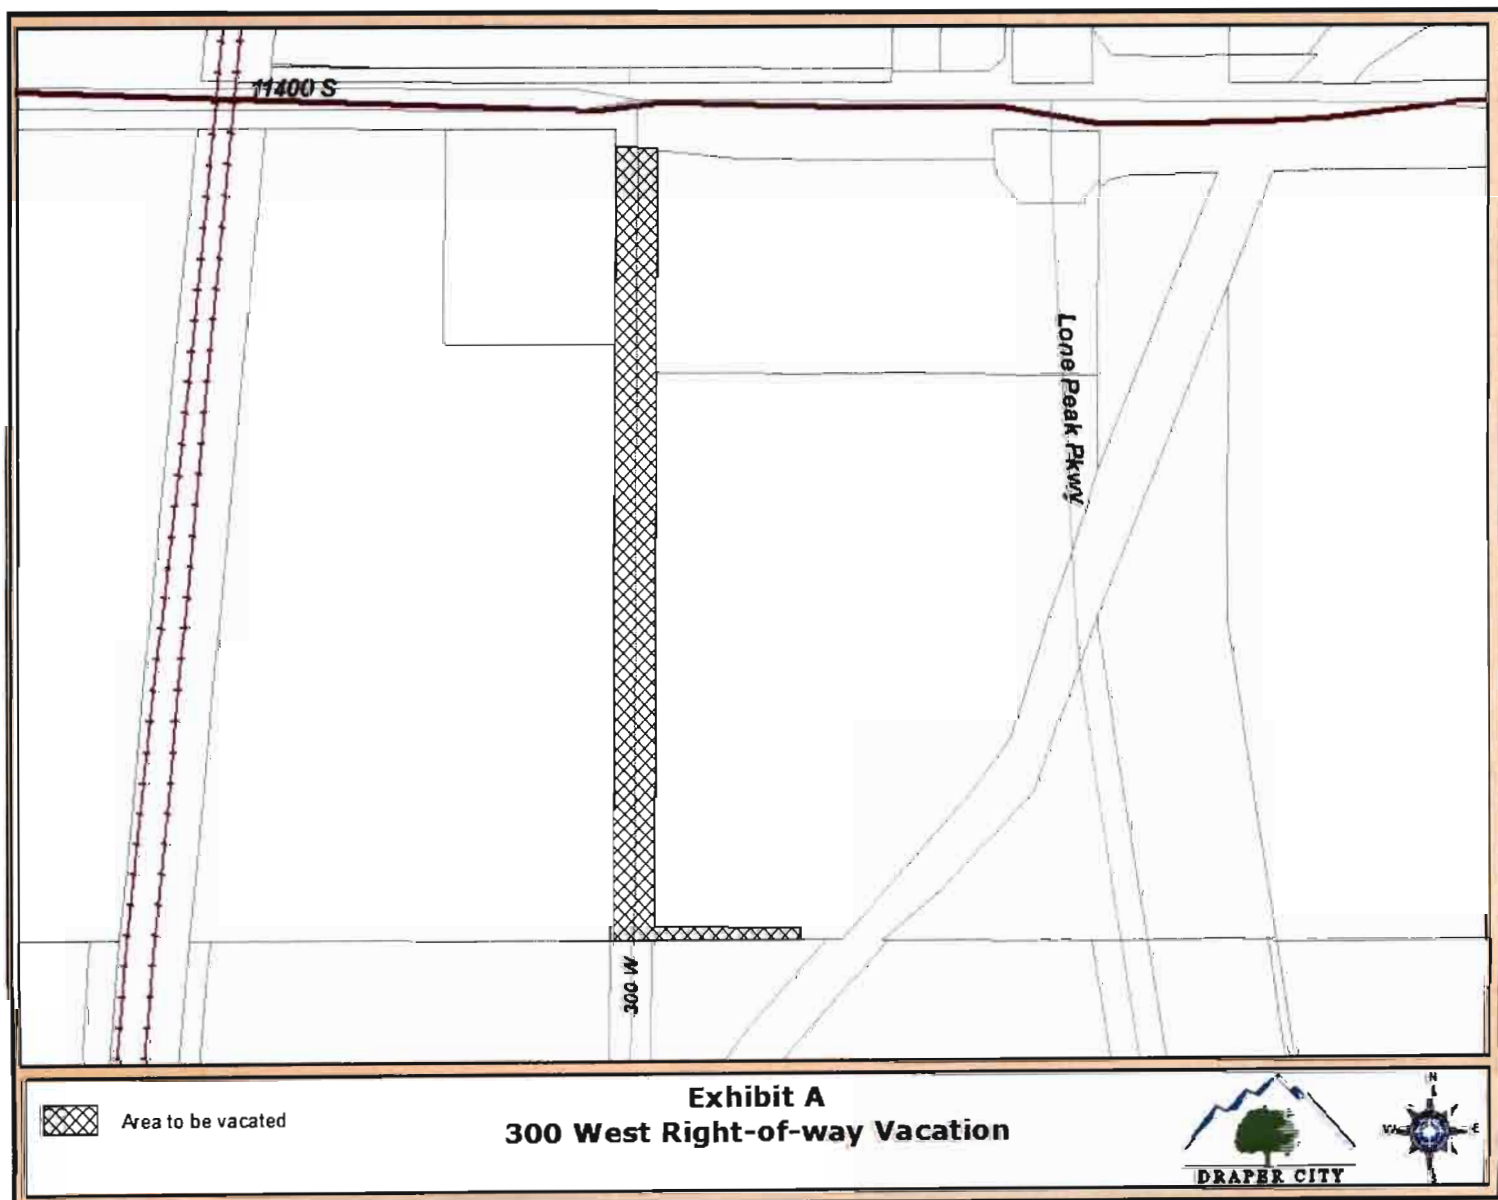 11400 S
Lone Peak Pkwy
300 W
Area to be vacated
Exhibit A
300 West Right-of-way Vacation
DRAPER CITY
N
W
E
S